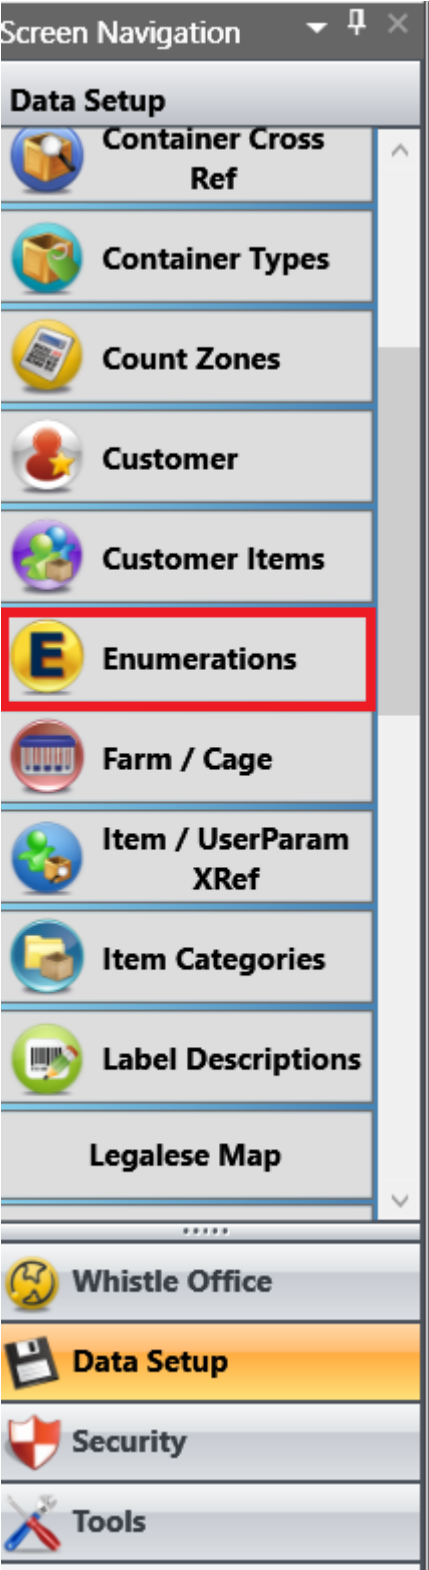 Screen Navigation
Data Setup
Container Cross
Ref
Container Types
Count Zones
Customer
Customer Items
E
Enumerations
Farm / Cage
Item / UserParam
XRef
Item Categories
Label Descriptions
Legalese Map
Whistle Office
Data Setup
Security
Tools